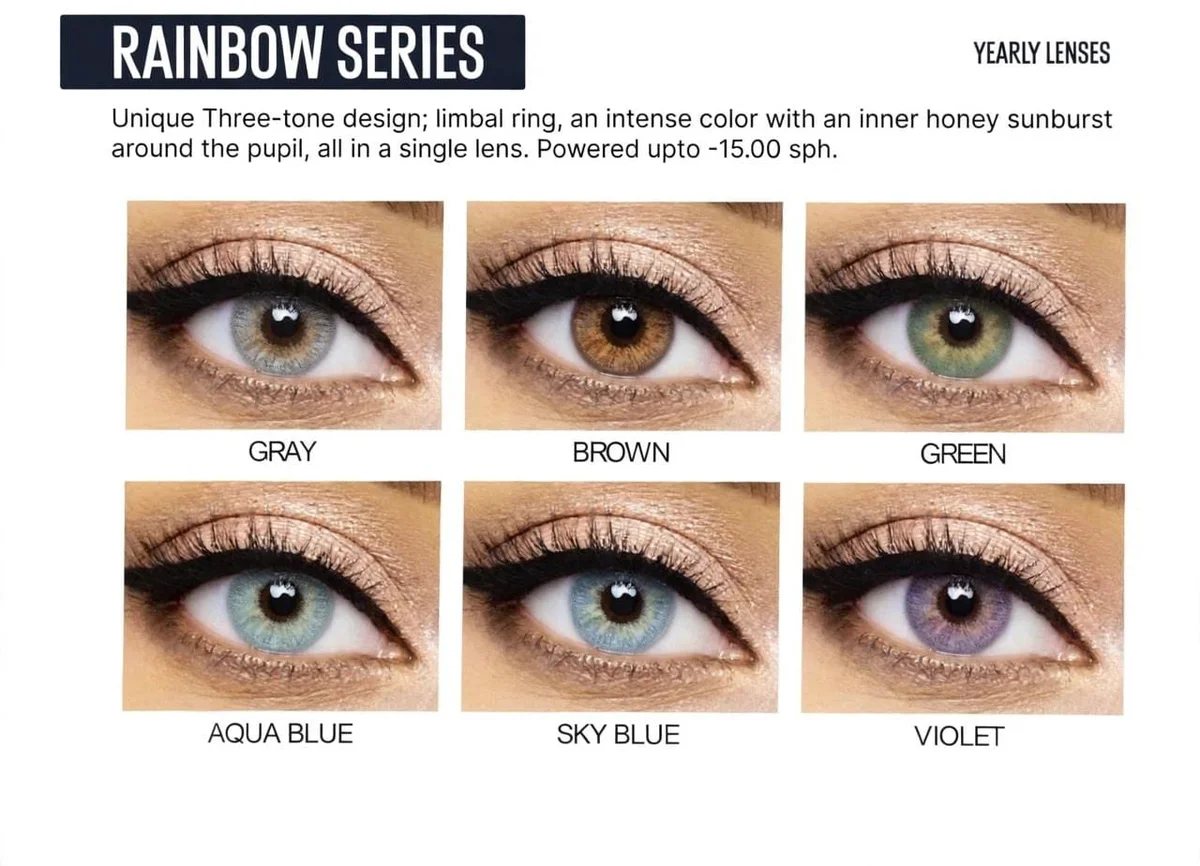 RAINBOW SERIES
YEARLY LENSES
Unique Three-tone design; limbal ring, an intense color with an inner honey sunburst
around the pupil, all in a single lens. Powered upto -15.00 sph.
GRAY
BROWN
GREEN
AQUA BLUE
SKY BLUE
VIOLET